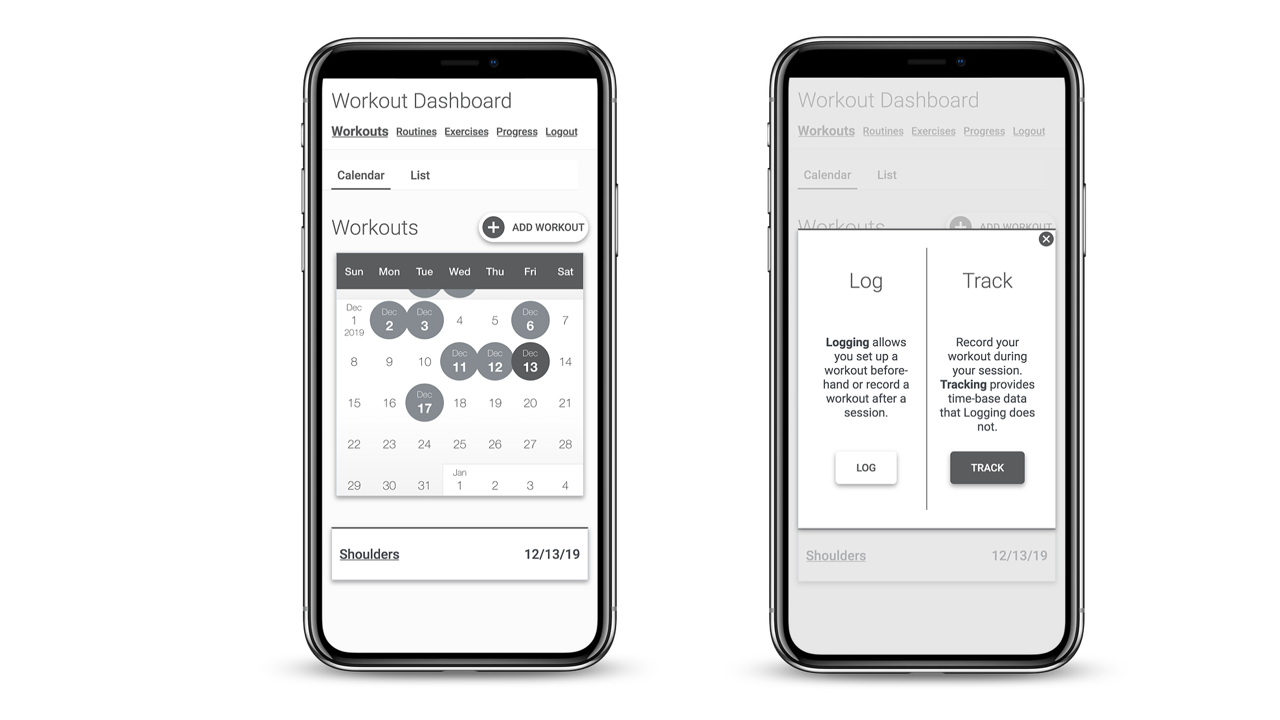 Workout Dashboard
Workouts Routines Exercises Progress Logout
Calendar List
Workouts
ADD WORKOUT
Sun Mon Tue Wed Thu Fri Sat
Dec 1 2019 Dec 2 Dec 3 4 5 Dec 6 7
8 9 10 Dec 11 Dec 12 Dec 13 14
15 16 Dec 17 18 19 20 21
22 23 24 25 26 27 28
29 30 31 Jan 1 2 3 4
Shoulders 12/13/19
Workout Dashboard
Workouts Routines Exercises Progress Logout
Calendar List
Workouts
ADD WORKOUT
Log
Logging allows
you set up a
workout before-
hand or record a
workout after a
session.
LOG
Track
Record your
workout during
your session.
Tracking provides
time-base data
that Logging does
not.
TRACK
Shoulders 12/13/19